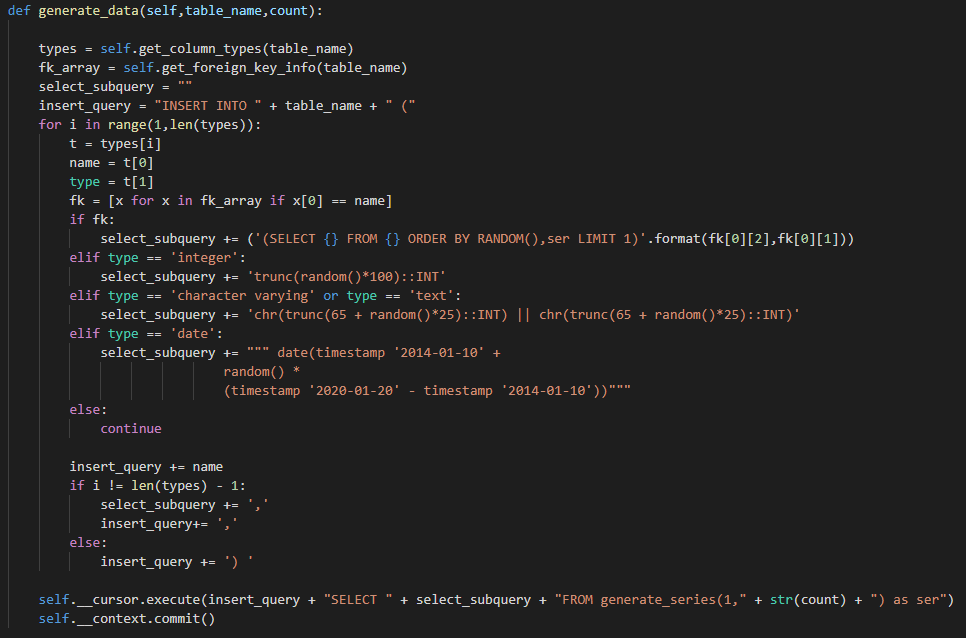 def generate_data(self,table_name,count):
types = self.get_column_types(table_name)
fk_array = self.get_foreign_key_info(table_name)
select_subquery = ""
insert_query = "INSERT INTO " + table_name + " ("
for i in range(1,len(types)):
t = types[i]
name = t[0]
type = t[1]
fk = [x for x in fk_array if x[0] == name]
if fk:
select_subquery += ('(SELECT {} FROM {} ORDER BY RANDOM(),ser LIMIT 1)'.format(fk[0][2],fk[0][1]))
elif type == 'integer':
select_subquery += 'trunc(random()*100)::INT'
elif type == 'character varying' or type == 'text':
select_subquery += 'chr(trunc(65 + random()*25)::INT) || chr(trunc(65 + random()*25)::INT)'
elif type == 'date':
select_subquery += """ date(timestamp '2014-01-10' +
random() *
(timestamp '2020-01-20' - timestamp '2014-01-10'))"""
else:
continue
insert_query += name
if i != len(types) - 1:
select_subquery += ','
insert_query+= ','
else:
insert_query += ') '
self.__cursor.execute(insert_query + "SELECT " + select_subquery + "FROM generate_series(1," + str(count) + ") as ser")
self.__context.commit()